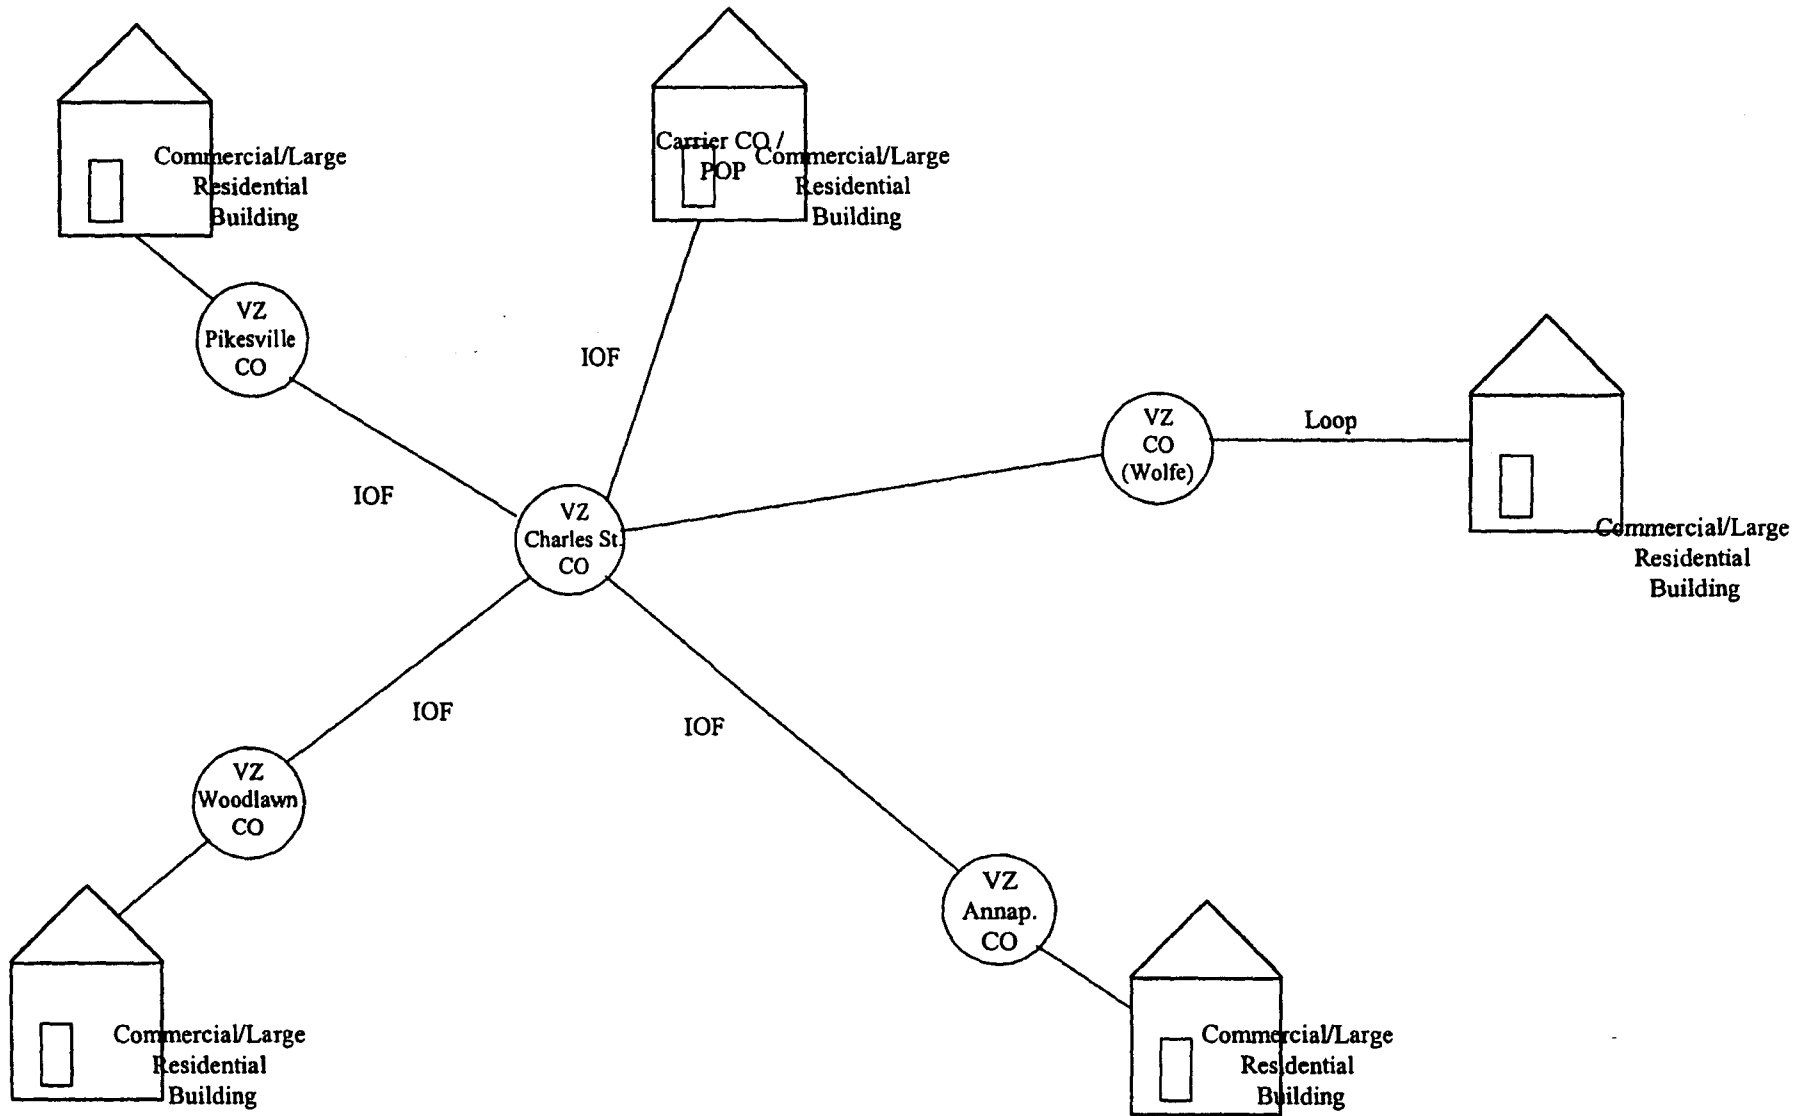 Commercial/Large
Residential
Building
Carrier CO /
POP
Commercial/Large
Residential
Building
VZ
Pikesville
CO
IOF
VZ
CO
(Wolfe)
Loop
Commercial/Large
Residential
Building
IOF
VZ
Charles St.
CO
IOF
IOF
VZ
Woodlawn
CO
VZ
Annap.
CO
Commercial/Large
Residential
Building
Commercial/Large
Residential
Building